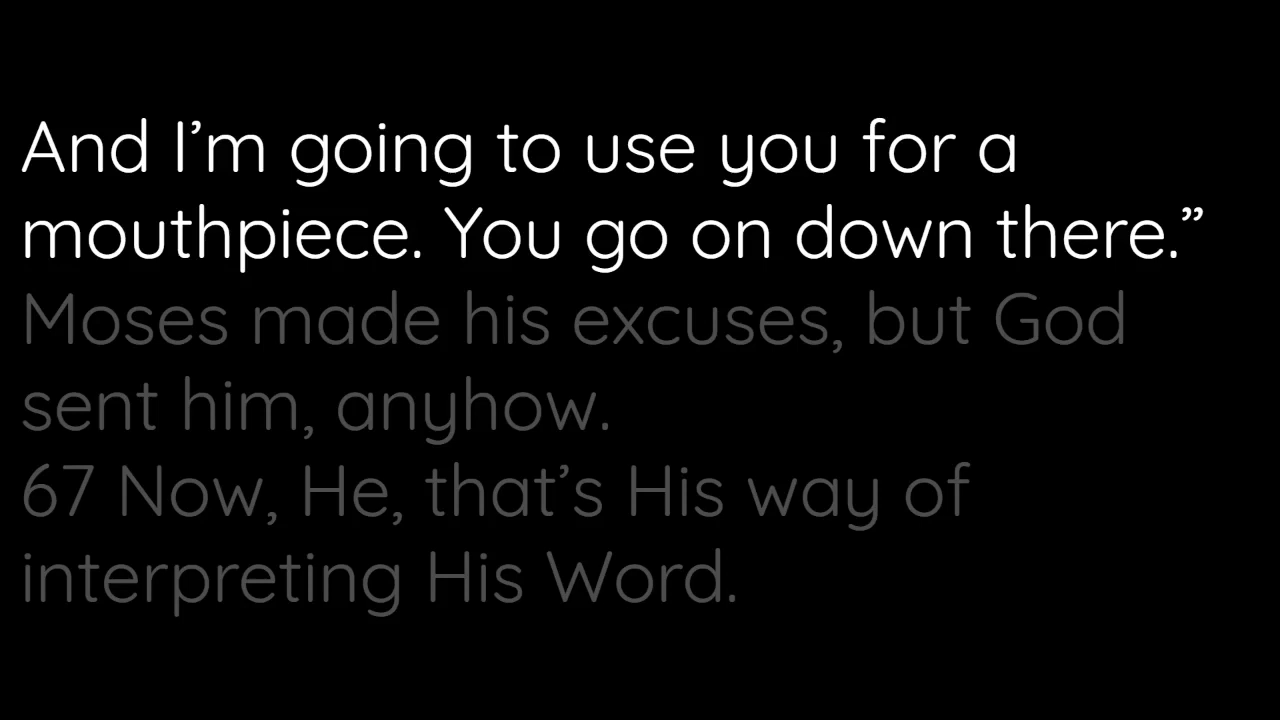 And I’m going to use you for a
mouthpiece. You go on down there.”
Moses made his excuses, but God
sent him, anyhow.
67 Now, He, that’s His way of
interpreting His Word.